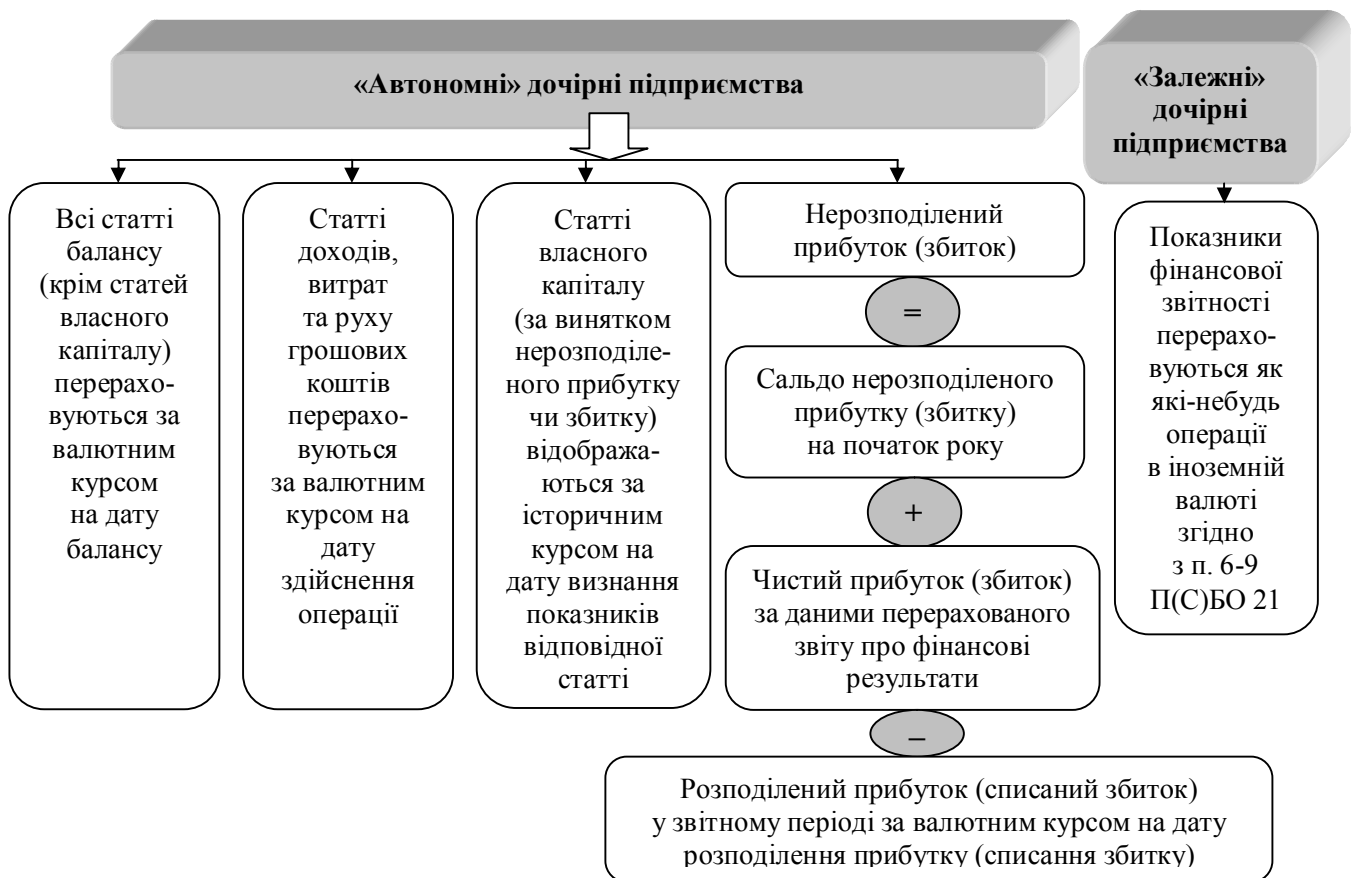 «Автономні» дочірні підприємства
«Залежні»
дочірні
підприємства
Всі статті
балансу
(крім статей
власного
капіталу)
перерахо-
вуються за
валютним
курсом
на дату
балансу
Статті
доходів,
витрат
та руху
грошових
коштів
перерахо-
вуються
за валютним
курсом на
дату
здійснення
операції
Статті
власного
капіталу
(за винятком
нерозподіле-
ного прибутку
чи збитку)
відобража-
ються за
історичним
курсом на
дату визнання
показників
відповідної
статті
Нерозподілений
прибуток (збиток)
=
Сальдо нерозподіленого
прибутку (збитку)
на початок року
+
Чистий прибуток (збиток)
за даними перерахованого
звіту про фінансові
результати
–
Розподілений прибуток (списаний збиток)
у звітному періоді за валютним курсом на дату
розподілення прибутку (списання збитку)
Показники
фінансової
звітності
перерахо-
вуються як
які-небудь
операції
в іноземній
валюті
згідно
з п. 6-9
П(С)БО 21